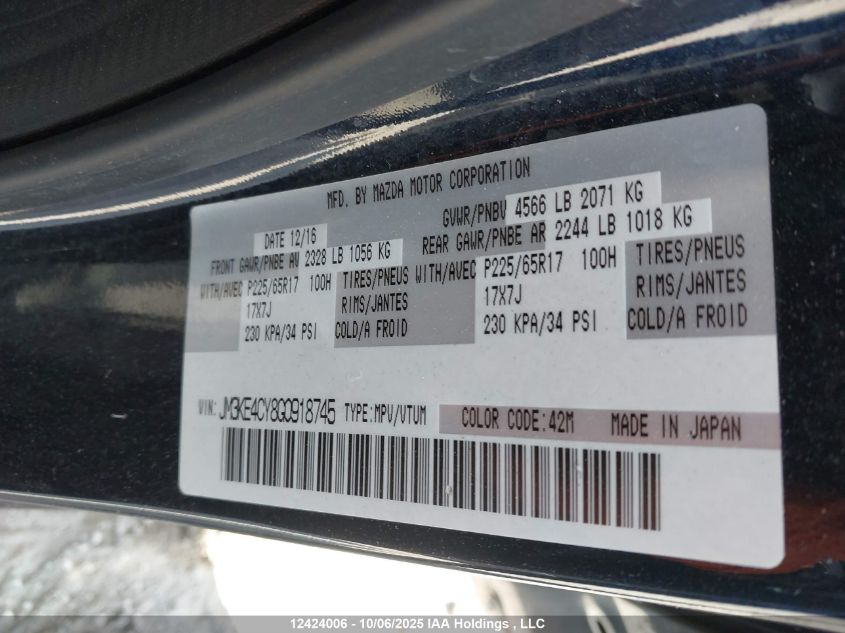 MFD. BY MAZDA MOTOR CORPORATION
DATE 12/16 GVWR/PNBV 4566 LB 2071 KG
FRONT GAWR/PNBE AV 2328 LB 1056 KG REAR GAWR/PNBE AR 2244 LB 1018 KG
WITH/AVEC P225/65R17 100H TIRES/PNEUS WITH/AVEC P225/65R17 100H TIRES/PNEUS
17X7J RIMS/JANTES 17X7J RIMS/JANTES
230 KPA/34 PSI COLD/A FROID 230 KPA/34 PSI COLD/A FROID
VIN: JM3KE4CY8G0918745 TYPE:MPV/VTUM COLOR CODE:42M MADE IN JAPAN
12424006 - 10/06/2025 IAA Holdings , LLC